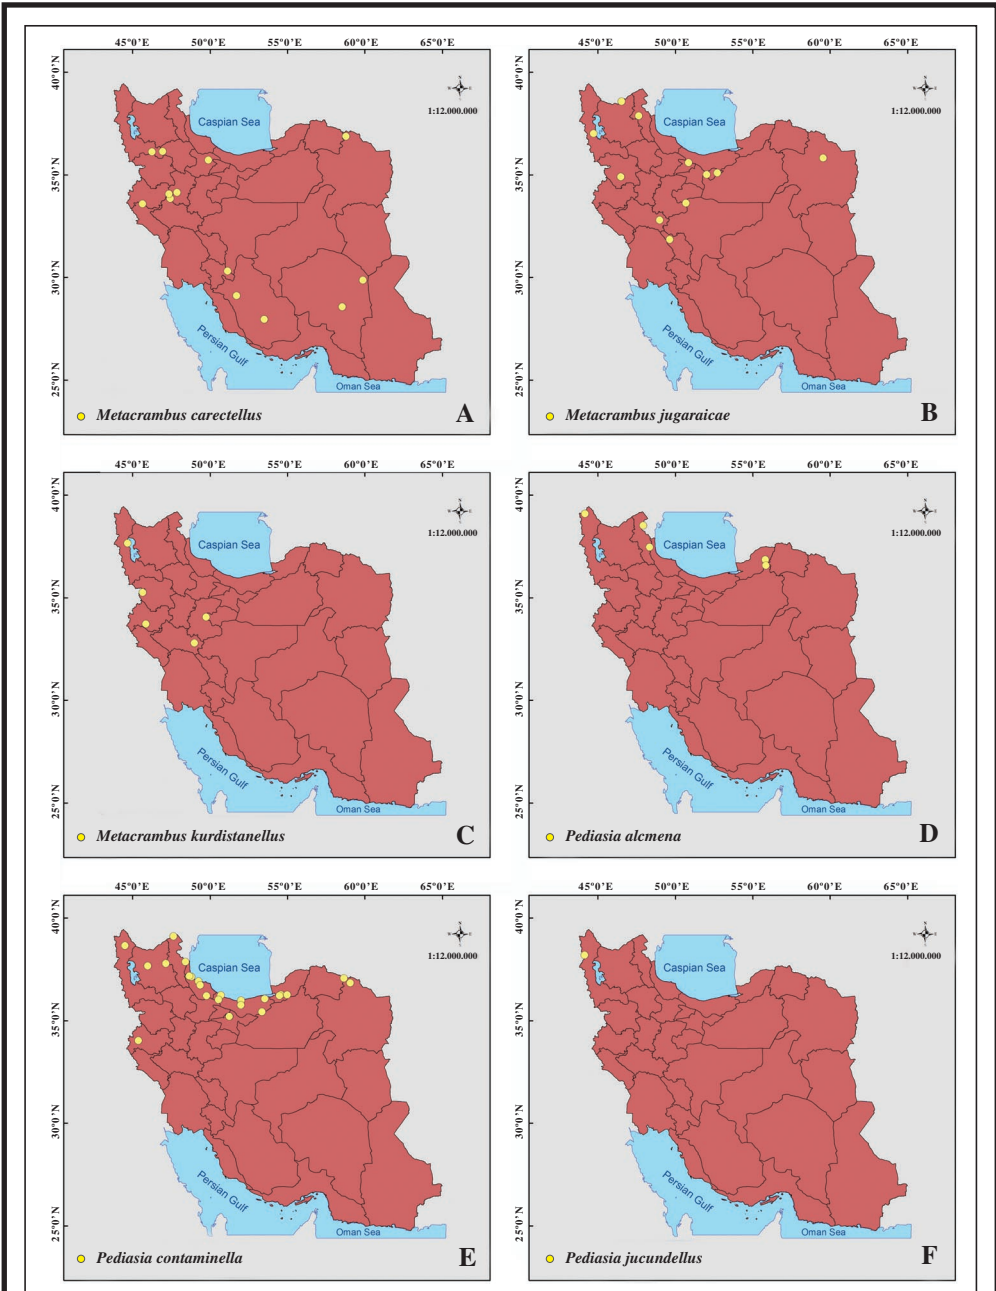 45°0'E 50°0'E 55°0'E 60°0'E 65°0'E
40°0'N
35°0'N
30°0'N
25°0'N
N
W E
S
1:12.000.000
Caspian Sea
Persian Gulf
Oman Sea
Metacrambus carectellus
A
45°0'E 50°0'E 55°0'E 60°0'E 65°0'E
40°0'N
35°0'N
30°0'N
25°0'N
N
W E
S
1:12.000.000
Caspian Sea
Persian Gulf
Oman Sea
Metacrambus jugaraicae
B
45°0'E 50°0'E 55°0'E 60°0'E 65°0'E
40°0'N
35°0'N
30°0'N
25°0'N
N
W E
S
1:12.000.000
Caspian Sea
Persian Gulf
Oman Sea
Metacrambus kurdistanellus
C
45°0'E 50°0'E 55°0'E 60°0'E 65°0'E
40°0'N
35°0'N
30°0'N
25°0'N
N
W E
S
1:12.000.000
Caspian Sea
Persian Gulf
Oman Sea
Pediasia alcmena
D
45°0'E 50°0'E 55°0'E 60°0'E 65°0'E
40°0'N
35°0'N
30°0'N
25°0'N
N
W E
S
1:12.000.000
Caspian Sea
Persian Gulf
Oman Sea
Pediasia contaminella
E
45°0'E 50°0'E 55°0'E 60°0'E 65°0'E
40°0'N
35°0'N
30°0'N
25°0'N
N
W E
S
1:12.000.000
Caspian Sea
Persian Gulf
Oman Sea
Pediasia jucundellus
F